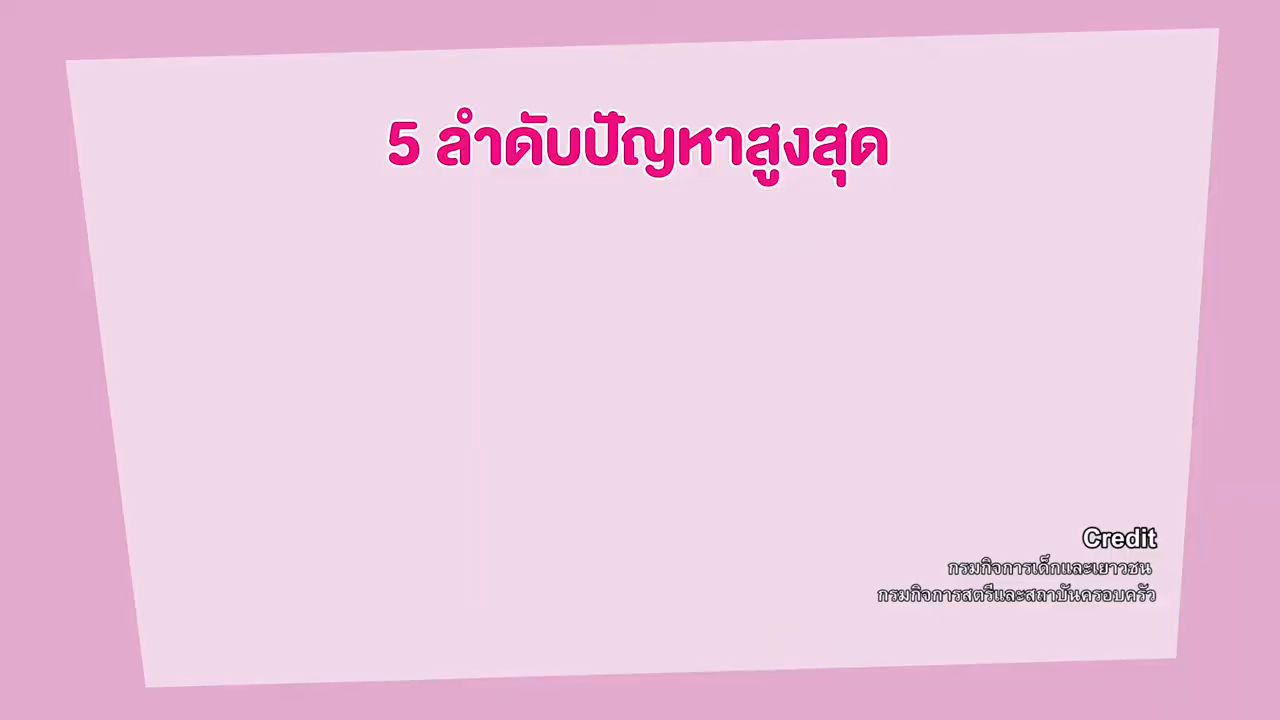 5 ลำดับปัญหาสูงสุด
Credit
กรมกิจการเด็กและเยาวชน
กรมกิจการสตรีและสถาบันครอบครัว